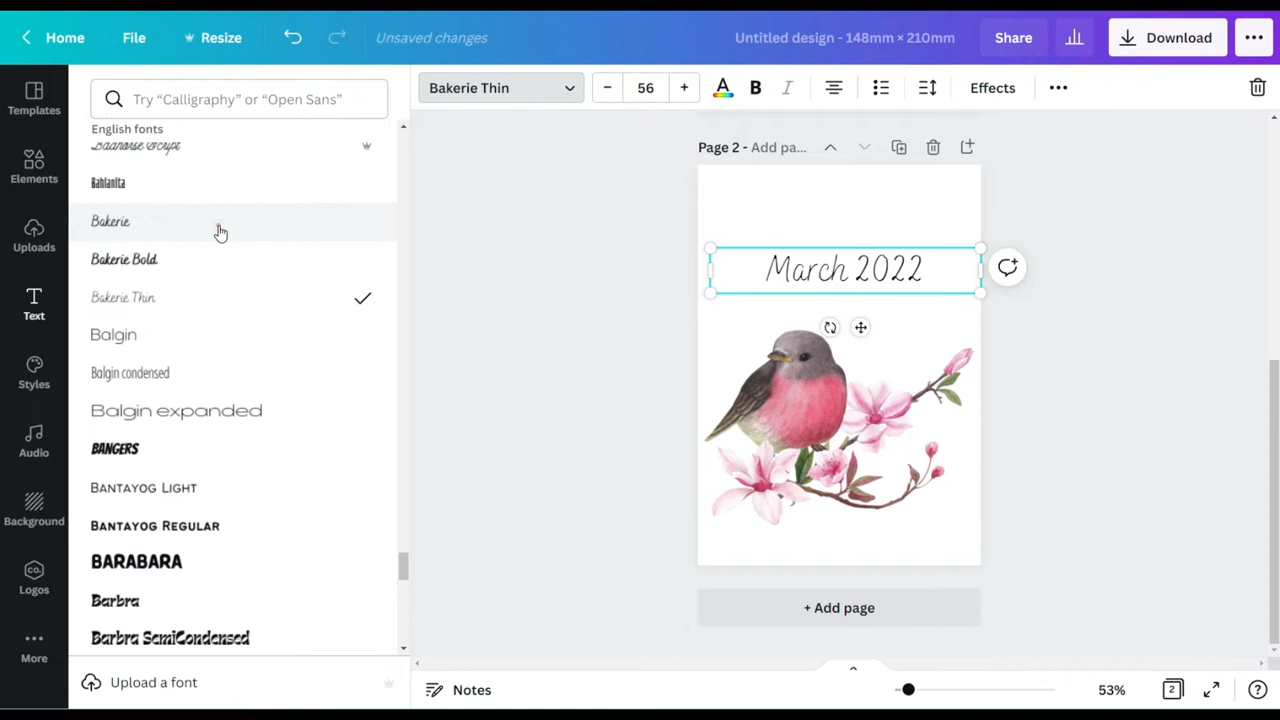 Home File Resize Unsaved changes Untitled design - 148mm × 210mm Share Download
Templates
Elements
Uploads
Text
Styles
Audio
Background
CO.
Logos
More
Try “Calligraphy” or “Open Sans”
English fonts
Bahianita
Bakerie
Bakerie Bold
Bakerie Thin
Balgin
Balgin condensed
Balgin expanded
BANGERS
BANTAYOG LIGHT
BANTAYOG REGULAR
BARABARA
Barbra
Barbra SemiCondensed
Upload a font
Bakerie Thin − 56 + A B I Effects
Page 2 - Add pa...
March 2022
+ Add page
Notes 53% 2 ?